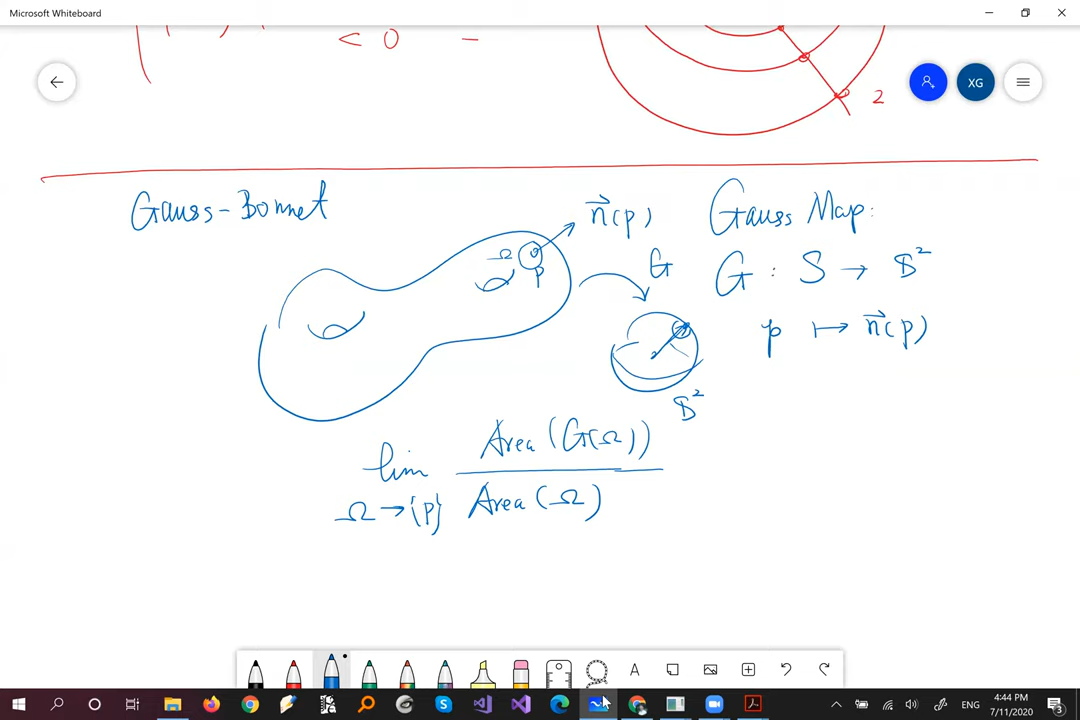 Microsoft Whiteboard
< 0 -
XG
2
Gauss-Bonnet
n⃗(p)
Gauss Map:
Ω
p
G
G : S → 𝕊²
p ↦ n⃗(p)
𝕊²
lim Area (G(Ω))
Ω → {p} Area (Ω)
A
ENG
4:44 PM
7/11/2020
3